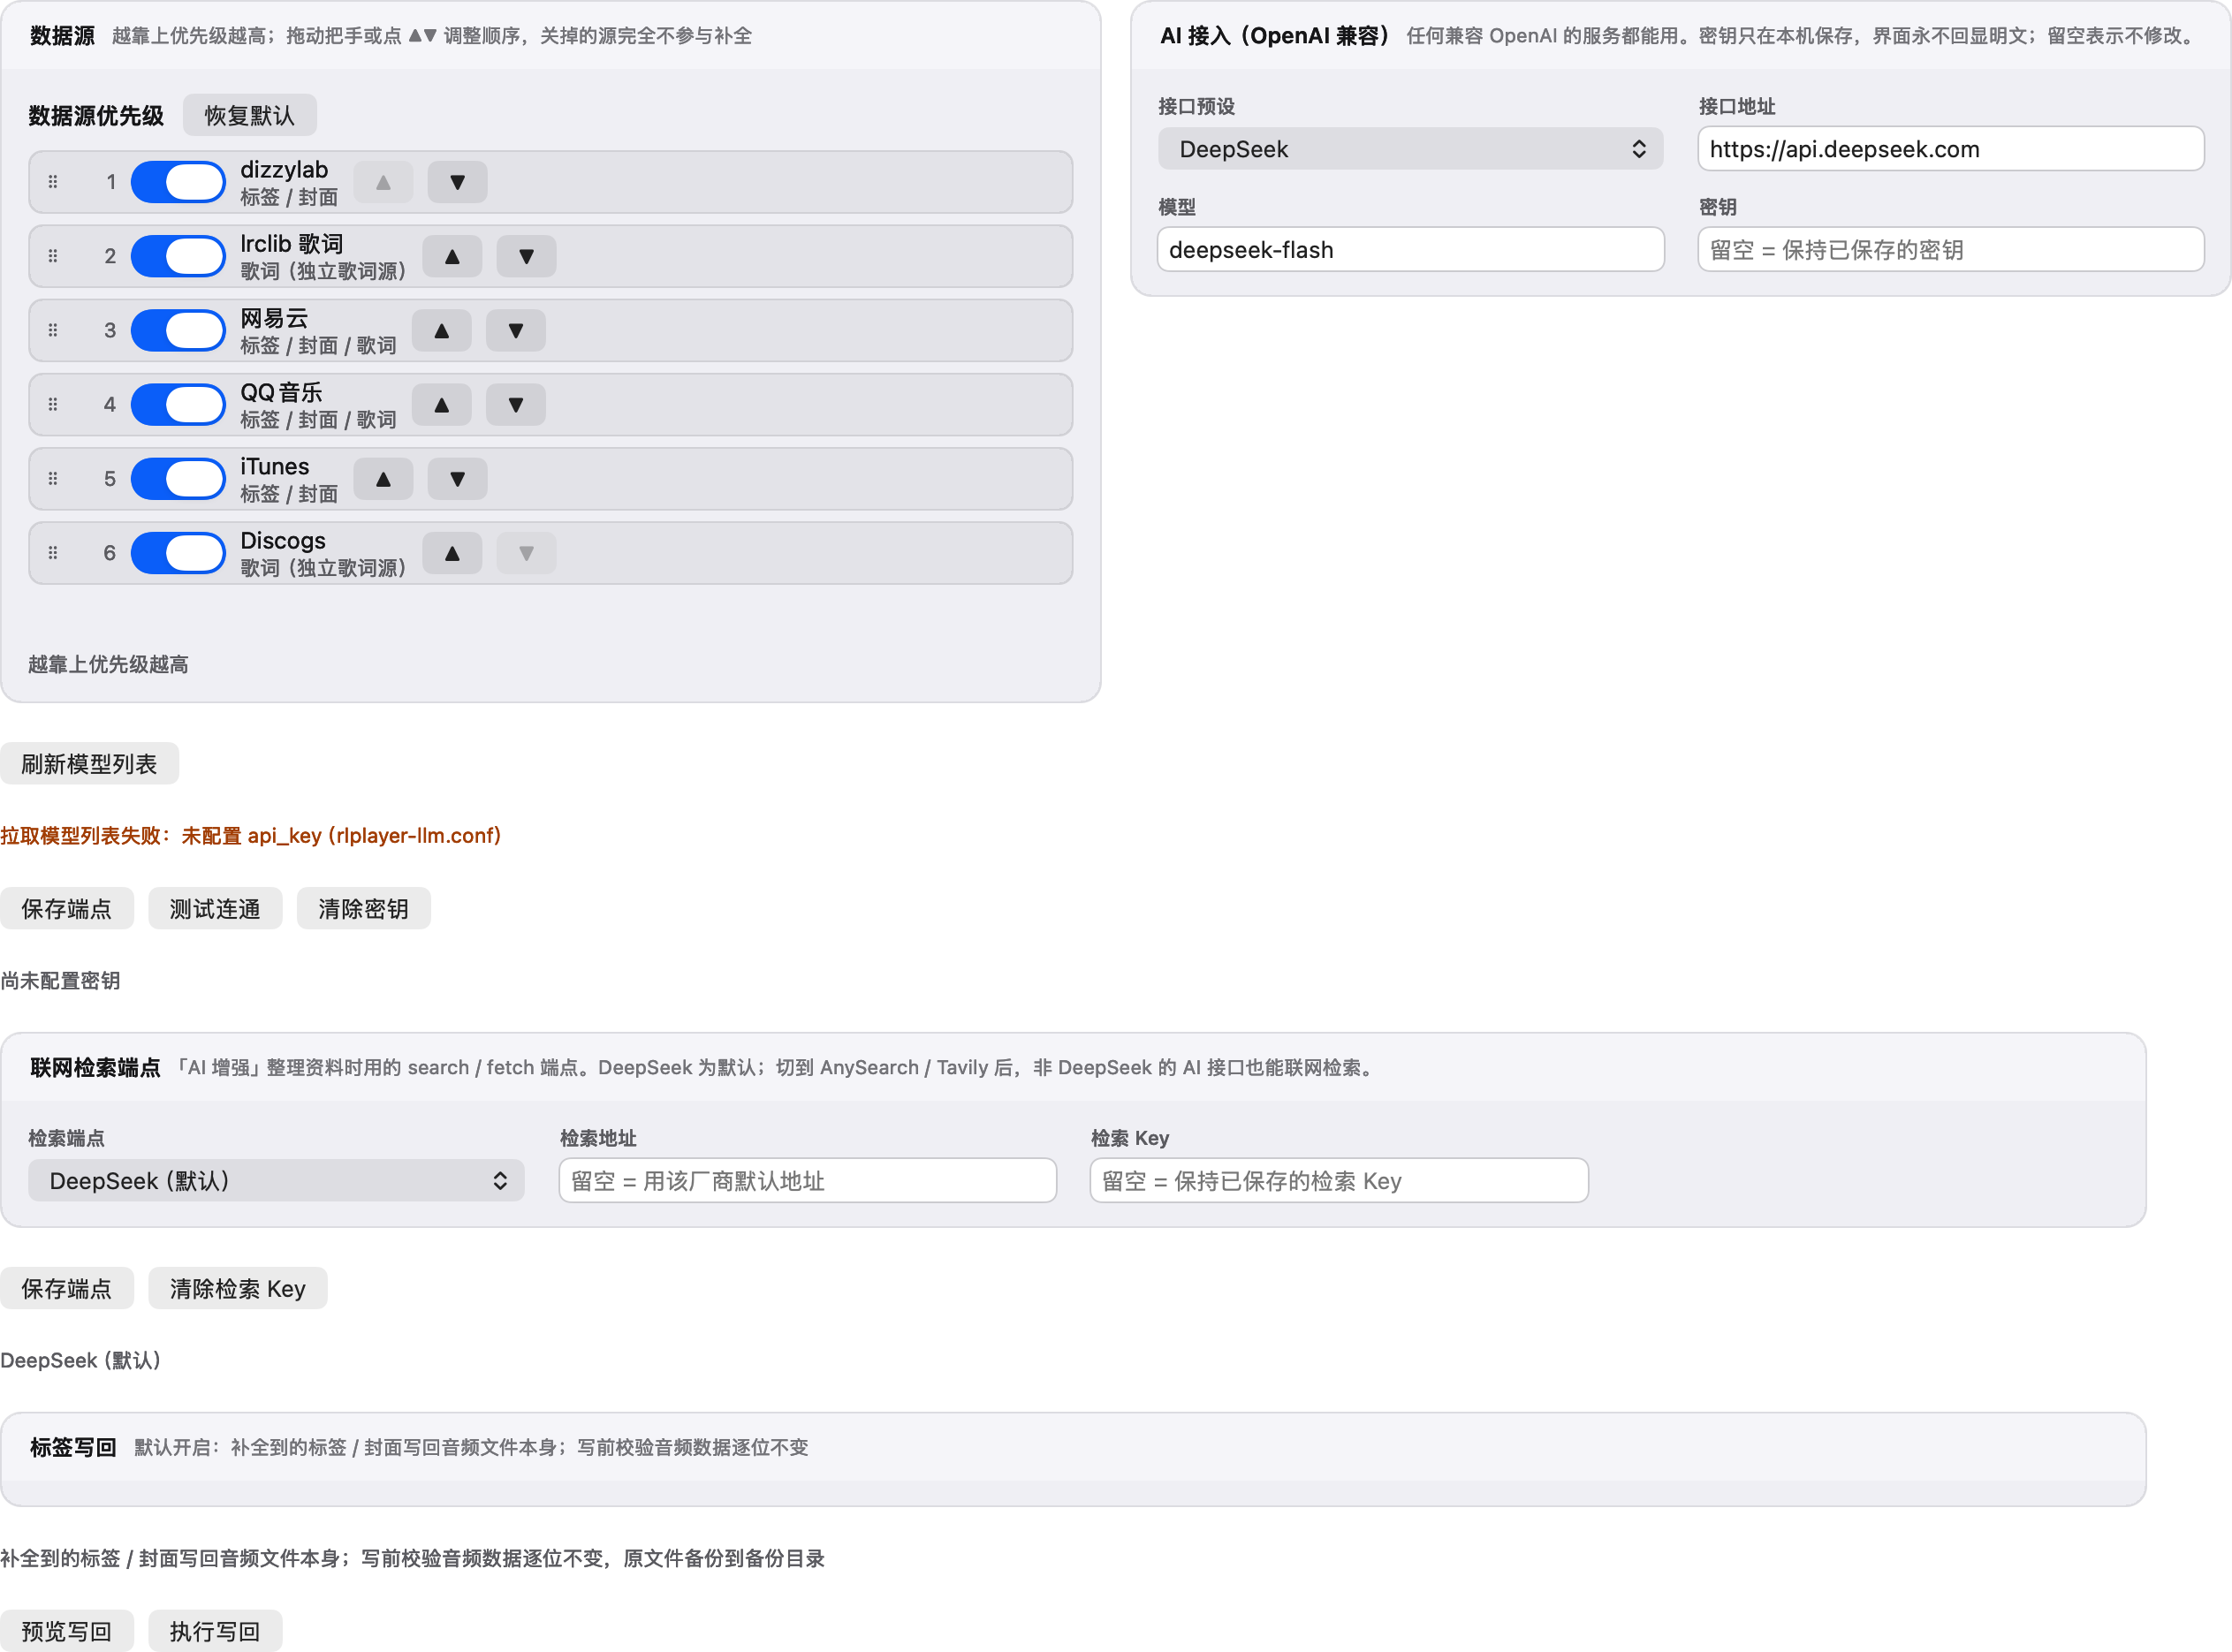 数据源 越靠上优先级越高；拖动把手或点 ▲▼ 调整顺序，关掉的源完全不参与补全
数据源优先级 恢复默认
1 dizzylab ▲ ▼
标签 / 封面
2 lrclib 歌词 ▲ ▼
歌词（独立歌词源）
3 网易云 ▲ ▼
标签 / 封面 / 歌词
4 QQ音乐 ▲ ▼
标签 / 封面 / 歌词
5 iTunes ▲ ▼
标签 / 封面
6 Discogs ▲ ▼
歌词（独立歌词源）
越靠上优先级越高
AI 接入（OpenAI 兼容） 任何兼容 OpenAI 的服务都能用。密钥只在本机保存，界面永不回显明文；留空表示不修改。
接口预设 接口地址
DeepSeek https://api.deepseek.com
模型 密钥
deepseek-flash 留空 = 保持已保存的密钥
刷新模型列表
拉取模型列表失败：未配置 api_key (rlplayer-llm.conf)
保存端点 测试连通 清除密钥
尚未配置密钥
联网检索端点 「AI 增强」整理资料时用的 search / fetch 端点。DeepSeek 为默认；切到 AnySearch / Tavily 后，非 DeepSeek 的 AI 接口也能联网检索。
检索端点 检索地址 检索 Key
DeepSeek（默认） 留空 = 用该厂商默认地址 留空 = 保持已保存的检索 Key
保存端点 清除检索 Key
DeepSeek（默认）
标签写回 默认开启：补全到的标签 / 封面写回音频文件本身；写前校验音频数据逐位不变
补全到的标签 / 封面写回音频文件本身；写前校验音频数据逐位不变，原文件备份到备份目录
预览写回 执行写回